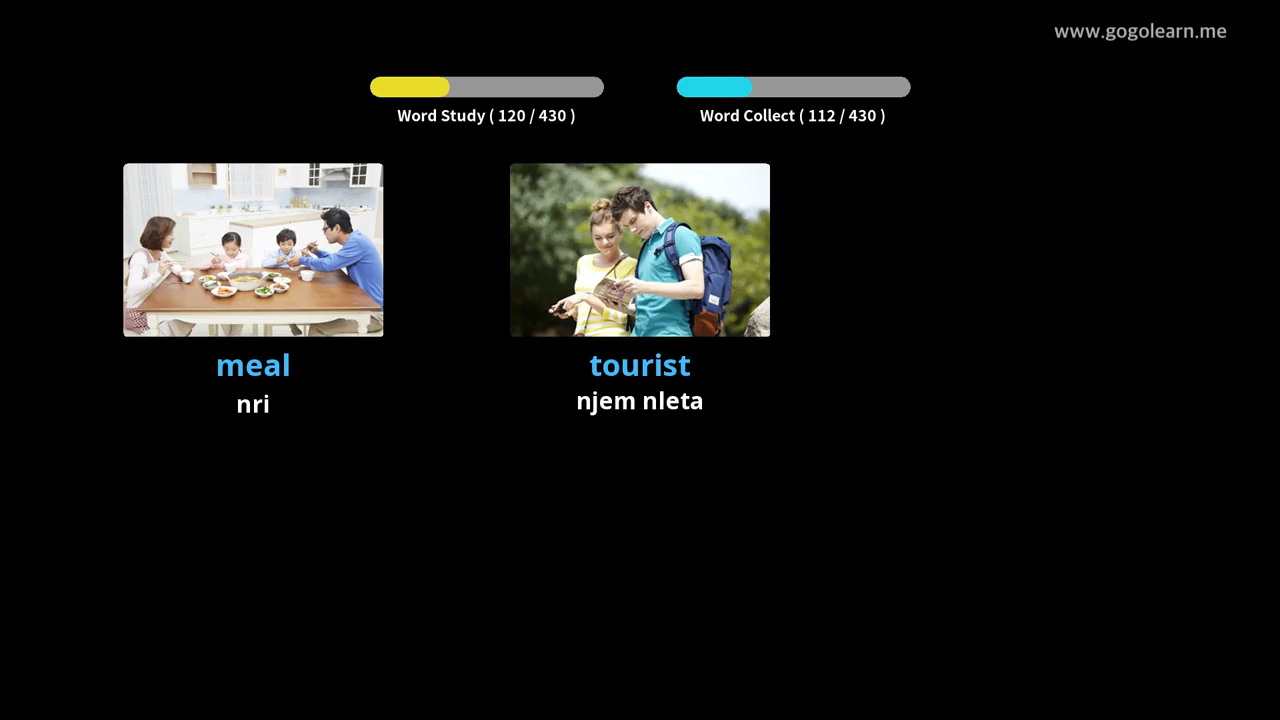 www.gogolearn.me
Word Study ( 120 / 430 )
Word Collect ( 112 / 430 )
meal
nri
tourist
njem nleta